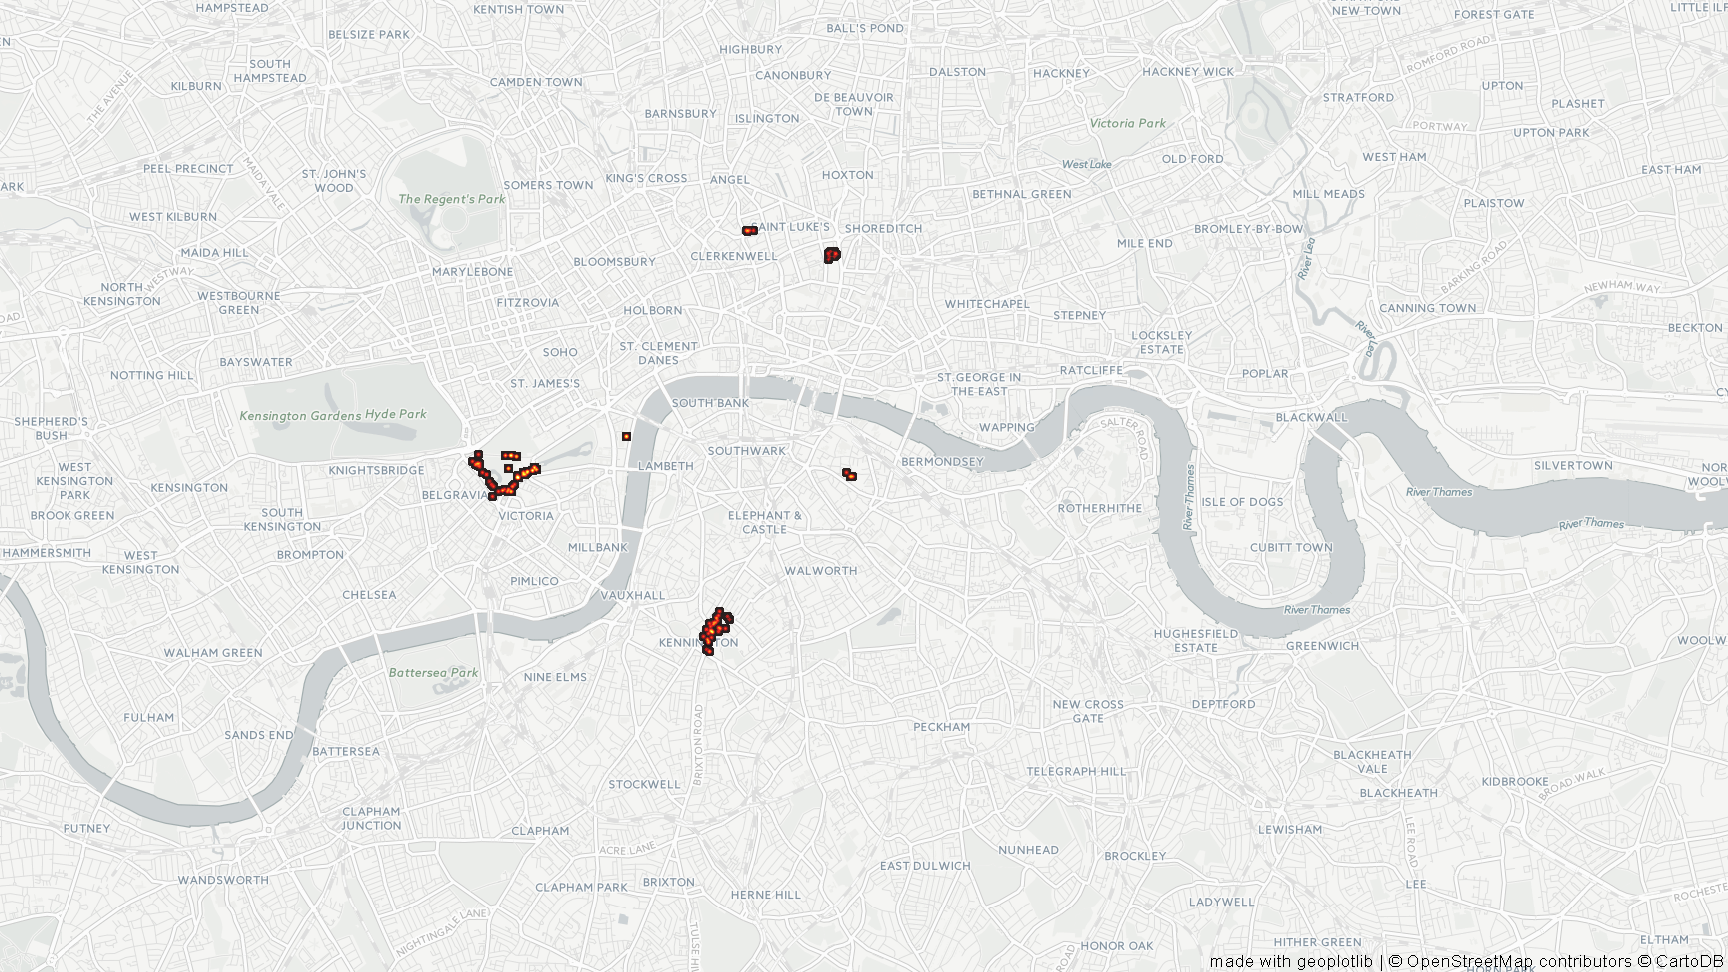 HAMPSTEAD
KENTISH TOWN
NEW TOWN
FOREST GATE
LITTLE ILF
BELSIZE PARK
BALL'S POND
HIGHBURY
ROMFORD ROAD
SOUTH
HAMPSTEAD
KILBURN
THE AVENUE
CAMDEN TOWN
CANONBURY
DALSTON
HACKNEY
HACKNEY WICK
UPTON
STRATFORD
PLASHET
BARNSBURY
ISLINGTON
DE BEAUVOIR
TOWN
Victoria Park
PORTWAY
UPTON PARK
PEEL PRECINCT
MAIDA VALE
ST. JOHN'S
WOOD
SOMERS TOWN
KING'S CROSS
ANGEL
HOXTON
West Lake
OLD FORD
WEST HAM
EAST HAM
ARK
The Regent's Park
BETHNAL GREEN
MILL MEADS
PLAISTOW
WEST KILBURN
AINT LUKE'S
SHOREDITCH
BROMLEY-BY-BOW
MAIDA HILL
BLOOMSBURY
CLERKENWELL
MILE END
River Lea
BARKING ROAD
WESTWAY
MARYLEBONE
NORTH
KENSINGTON
WESTBOURNE
GREEN
FITZROVIA
HOLBORN
WHITECHAPEL
STEPNEY
CANNING TOWN
NEWHAM WAY
BECKTON
ROAD
SOHO
ST. CLEMENT
DANES
LOCKSLEY
ESTATE
River Lea
BAYSWATER
NOTTING HILL
ST. JAMES'S
ST.GEORGE IN
THE EAST
RATCLIFFE
POPLAR
SHEPHERD'S
BUSH
Kensington Gardens
Hyde Park
SOUTH BANK
WAPPING
SALTER ROAD
BLACKWALL
WEST
KENSINGTON
PARK
KNIGHTSBRIDGE
LAMBETH
SOUTHWARK
BERMONDSEY
SILVERTOWN
NOR
WOOLW
KENSINGTON
BELGRAVIA
River Thames
River Thames
BROOK GREEN
SOUTH
KENSINGTON
VICTORIA
ELEPHANT &
CASTLE
ROTHERHITHE
ISLE OF DOGS
River Thames
HAMMERSMITH
WEST
KENSINGTON
BROMPTON
MILLBANK
CUBITT TOWN
PIMLICO
WALWORTH
CHELSEA
VAUXHALL
River Thames
WALHAM GREEN
KENNINGTON
HUGHESFIELD
ESTATE
GREENWICH
WOOLW
Battersea Park
NINE ELMS
FULHAM
BRIXTON ROAD
NEW CROSS
GATE
DEPTFORD
SANDS END
BATTERSEA
PECKHAM
BLACKHEATH
VALE
STOCKWELL
TELEGRAPH HILL
KIDBROOKE
BROAD WALK
BLACKHEATH
CLAPHAM
JUNCTION
FUTNEY
CLAPHAM
LEWISHAM
LEE ROAD
ACRE LANE
NUNHEAD
BROCKLEY
WANDSWORTH
CLAPHAM PARK
BRIXTON
HERNE HILL
EAST DULWICH
LEE
ROCHESTE
NIGHTINGALE LANE
TULSE HIL
LADYWELL
HONOR OAK
HITHER GREEN
ELTHAM
ROAD
HORN PARK
made with geoplotlib | © OpenStreetMap contributors © CartoDB